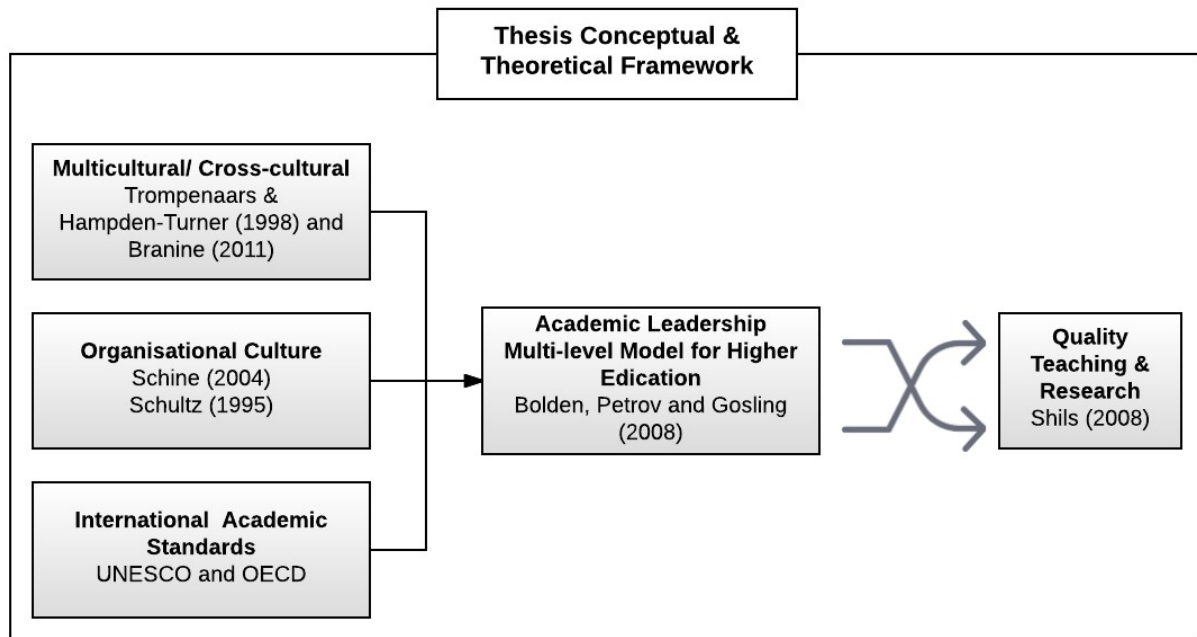 Thesis Conceptual &
Theoretical Framework
Multicultural/ Cross-cultural
Trompenaars &
Hampden-Turner (1998) and
Branine (2011)
Organisational Culture
Schine (2004)
Schultz (1995)
International  Academic
Standards
UNESCO and OECD
Academic Leadership
Multi-level Model for Higher
Edication
Bolden, Petrov and Gosling
(2008)
Quality
Teaching &
Research
Shils (2008)